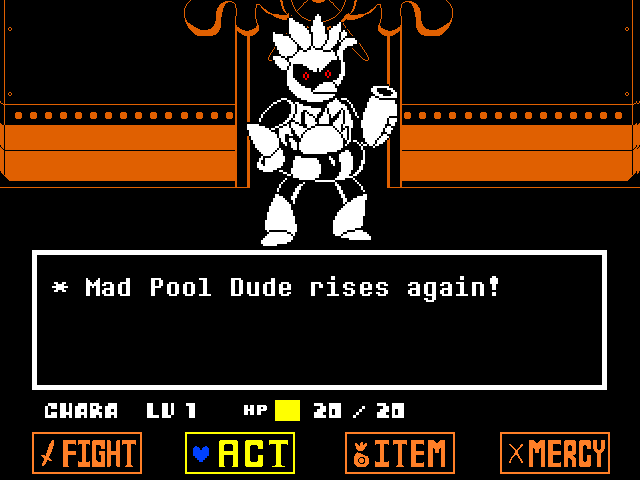 * Mad Pool Dude rises again!
CHARA LV 1 HP 20 / 20
FIGHT ACT ITEM MERCY